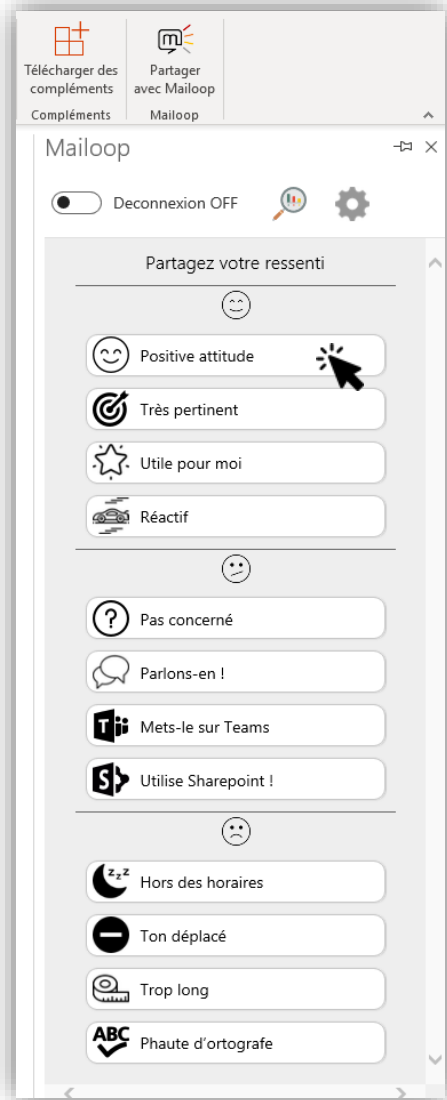 Télécharger des
compléments
Partager
avec Mailoop
Compléments
Mailoop
Mailoop
Deconnexion OFF
Partagez votre ressenti
Positive attitude
Très pertinent
Utile pour moi
Réactif
?
Pas concerné
Parlons-en !
Mets-le sur Teams
Utilise Sharepoint !
zzZ
Hors des horaires
Ton déplacé
Trop long
ABC
Phaute d'ortografe